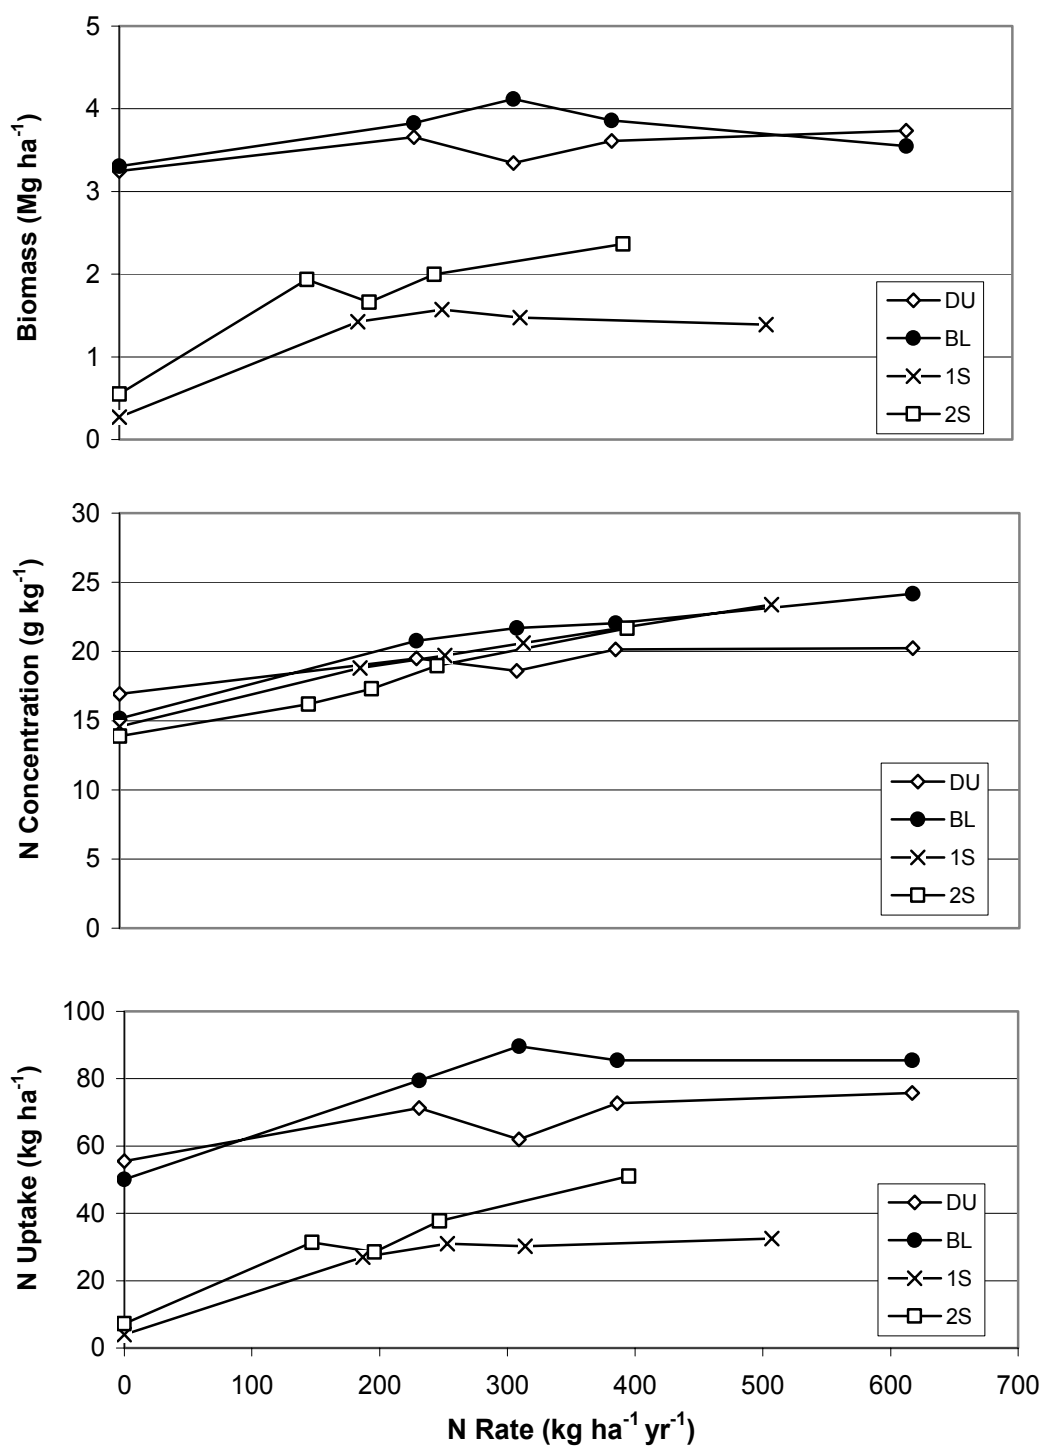 5
4
3
2
1
0
Biomass (Mg ha⁻¹)
DU
BL
1S
2S
30
25
20
15
10
5
0
N Concentration (g kg⁻¹)
DU
BL
1S
2S
100
80
60
40
20
0
N Uptake (kg ha⁻¹)
DU
BL
1S
2S
0 100 200 300 400 500 600 700
N Rate (kg ha⁻¹ yr⁻¹)